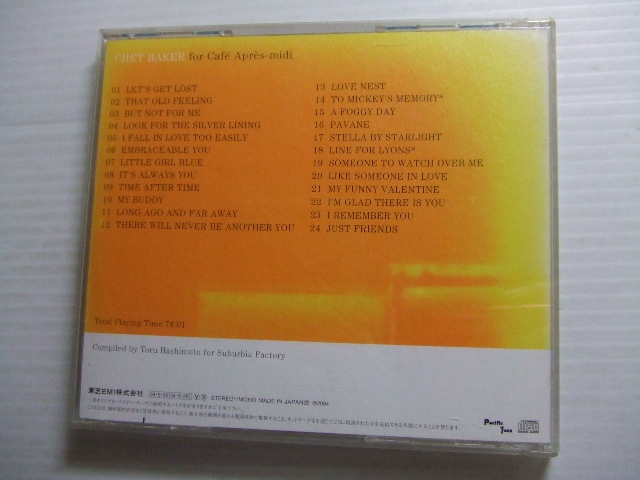 CHET BAKER for Café Après-midi
01 LET'S GET LOST
02 THAT OLD FEELING
03 BUT NOT FOR ME
04 LOOK FOR THE SILVER LINING
05 I FALL IN LOVE TOO EASILY
06 EMBRACEABLE YOU
07 LITTLE GIRL BLUE
08 IT'S ALWAYS YOU
09 TIME AFTER TIME
10 MY BUDDY
11 LONG AGO AND FAR AWAY
12 THERE WILL NEVER BE ANOTHER YOU
13 LOVE NEST
14 TO MICKEY'S MEMORY*
15 A FOGGY DAY
16 PAVANE
17 STELLA BY STARLIGHT
18 LINE FOR LYONS*
19 SOMEONE TO WATCH OVER ME
20 LIKE SOMEONE IN LOVE
21 MY FUNNY VALENTINE
22 I'M GLAD THERE IS YOU
23 I REMEMBER YOU
24 JUST FRIENDS
Total Playing Time 78:01
Compiled by Toru Hashimoto for Suburbia Factory
東芝EMI株式会社 STEREO/MONO MADE IN JAPAN ℗2004
Pacific
Jazz